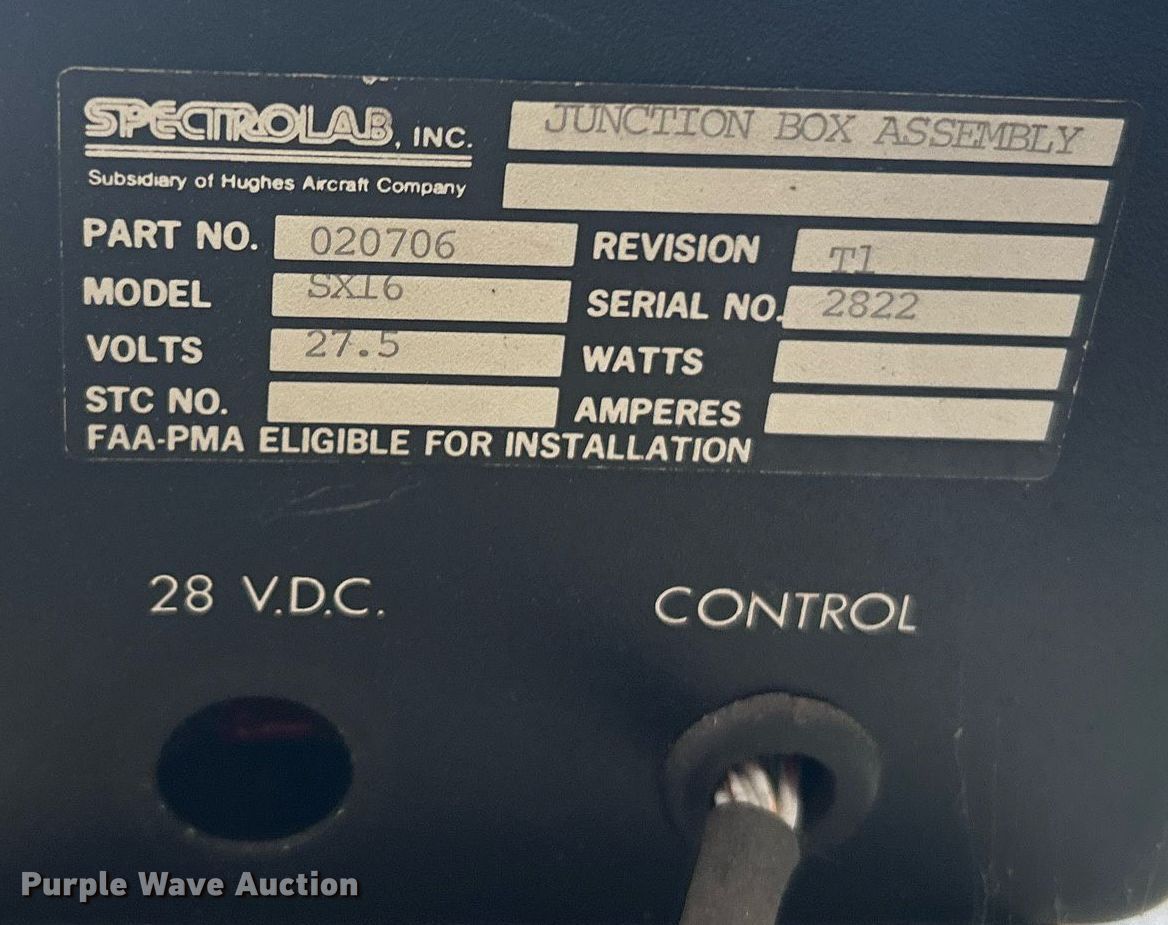 SPECTROLAB, INC.
Subsidiary of Hughes Aircraft Company
JUNCTION BOX ASSEMBLY
PART NO. 020706 REVISION T1
MODEL SX16 SERIAL NO. 2822
VOLTS 27.5 WATTS
STC NO. AMPERES
FAA-PMA ELIGIBLE FOR INSTALLATION
28 V.D.C. CONTROL
Purple Wave Auction